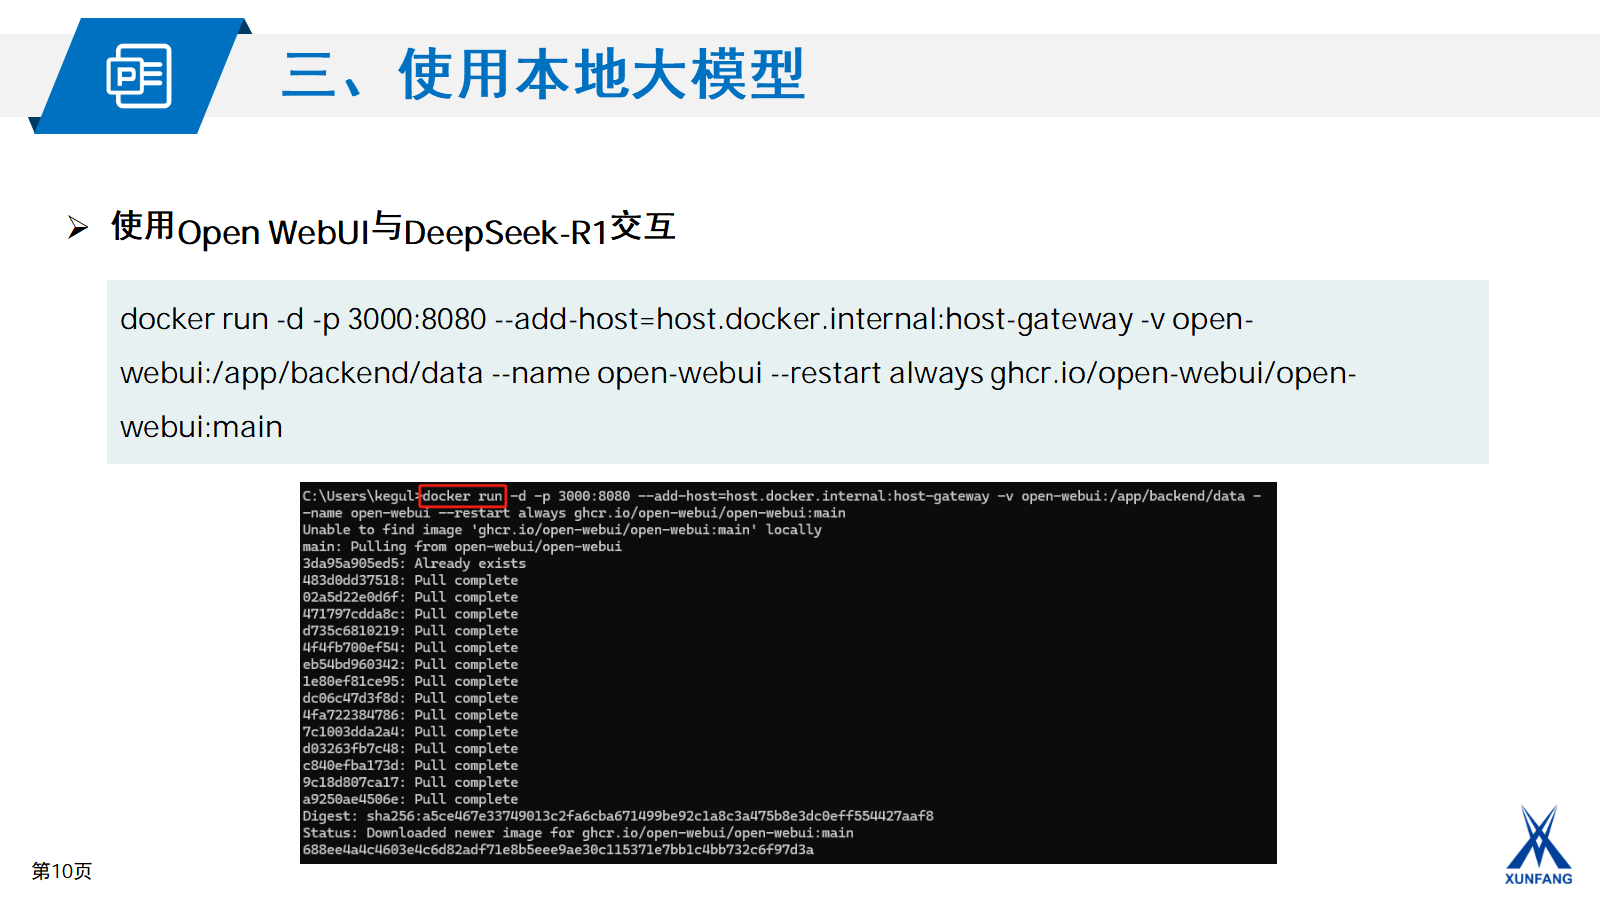 三、使用本地大模型
使用Open WebUI与DeepSeek-R1交互
docker run -d -p 3000:8080 --add-host=host.docker.internal:host-gateway -v open-
webui:/app/backend/data --name open-webui --restart always ghcr.io/open-webui/open-
webui:main
C:\Users\kegul>docker run -d -p 3000:8080 --add-host=host.docker.internal:host-gateway -v open-webui:/app/backend/data -
-name open-webui --restart always ghcr.io/open-webui/open-webui:main
Unable to find image 'ghcr.io/open-webui/open-webui:main' locally
main: Pulling from open-webui/open-webui
3da95a905ed5: Already exists
483d0dd37518: Pull complete
02a5d22e0d6f: Pull complete
471797cdda8c: Pull complete
d735c6810219: Pull complete
4f4fb700ef54: Pull complete
eb54bd960342: Pull complete
1e80ef81ce95: Pull complete
dc06c47d3f8d: Pull complete
4fa722384786: Pull complete
7c1003dda2a4: Pull complete
d03263fb7c48: Pull complete
c840efba173d: Pull complete
9c18d807ca17: Pull complete
a9250ae4506e: Pull complete
Digest: sha256:a5ce467e33749013c2fa6cba671499be92c1a8c3a475b8e3dc0eff554427aaf8
Status: Downloaded newer image for ghcr.io/open-webui/open-webui:main
688ee4a4c4603e4c6d82adf71e8b5eee9ae30c115371e7bb1c4bb732c6f97d3a
第10页
XUNFANG